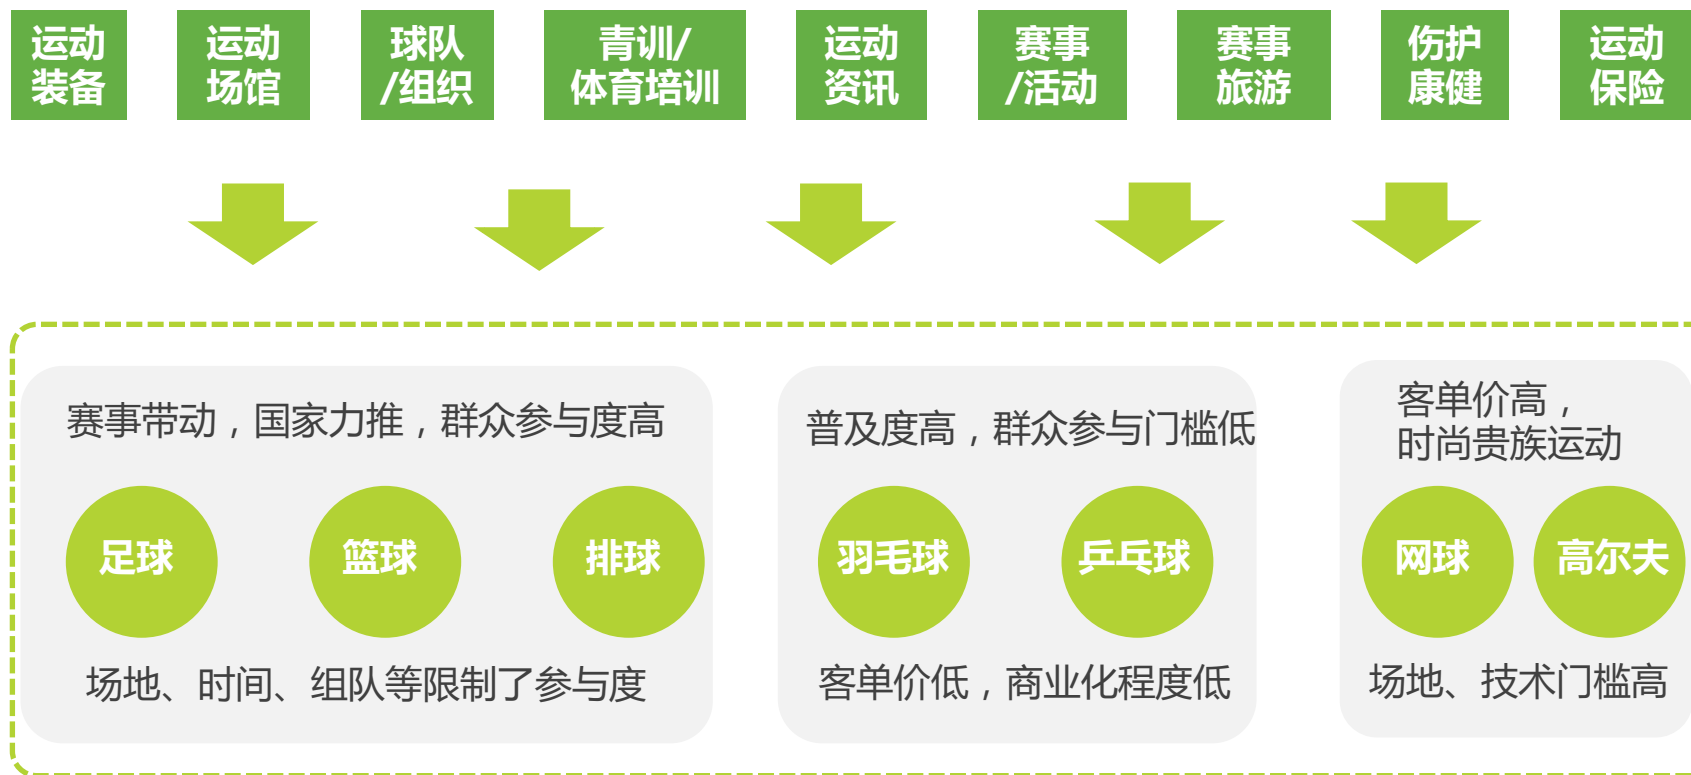 运动
装备
运动
场馆
球队
/组织
青训/
体育培训
运动
资讯
赛事
/活动
赛事
旅游
伤护
康健
运动
保险
赛事带动，国家力推，群众参与度高
足球
篮球
排球
场地、时间、组队等限制了参与度
普及度高，群众参与门槛低
羽毛球
乒乓球
客单价低，商业化程度低
客单价高，
时尚贵族运动
网球
高尔夫
场地、技术门槛高